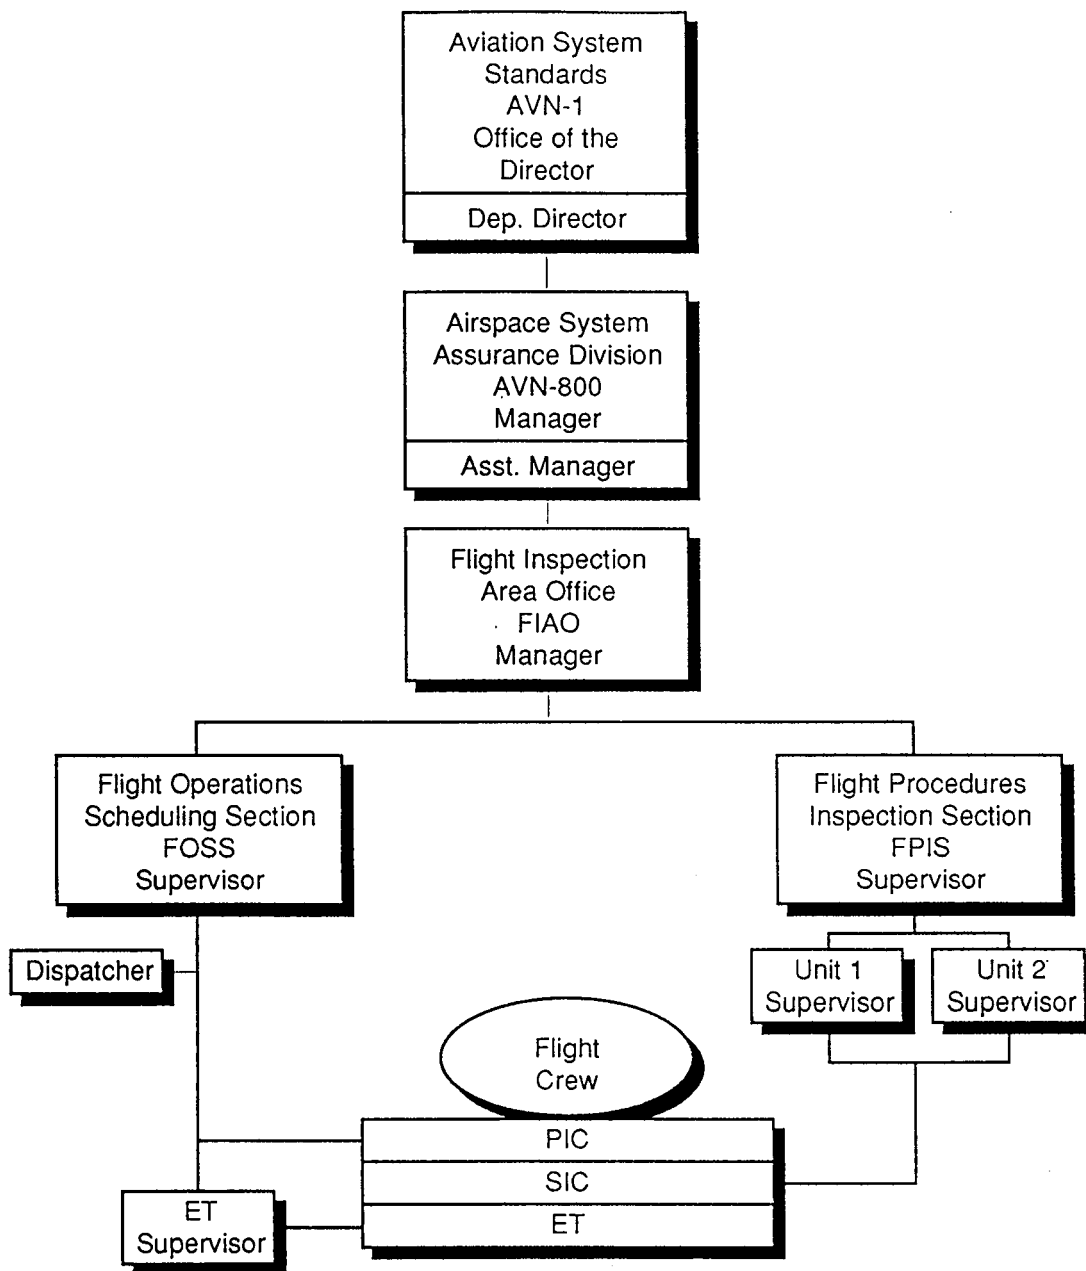 Aviation System
Standards
AVN-1
Office of the
Director
Dep. Director
Airspace System
Assurance Division
AVN-800
Manager
Asst. Manager
Flight Inspection
Area Office
FIAO
Manager
Flight Operations
Scheduling Section
FOSS
Supervisor
Flight Procedures
Inspection Section
FPIS
Supervisor
Dispatcher
Unit 1
Supervisor
Unit 2
Supervisor
Flight
Crew
PIC
SIC
ET
ET
Supervisor